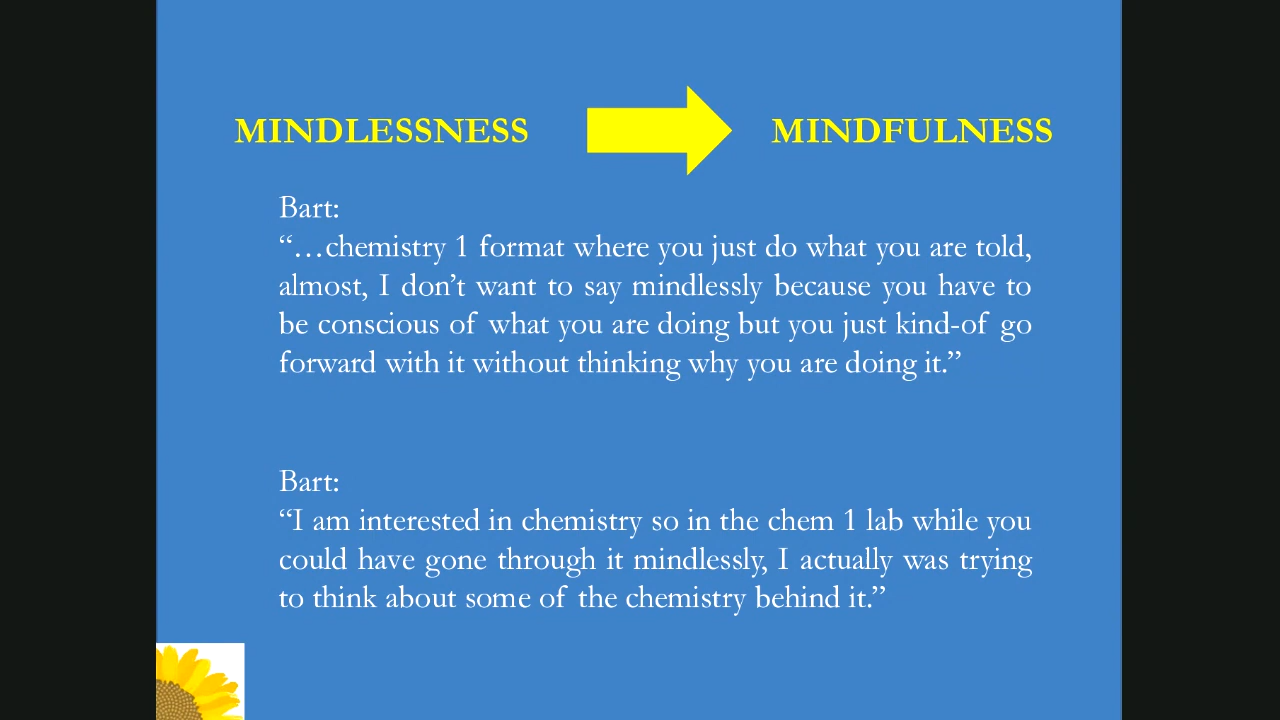 MINDLESSNESS MINDFULNESS
Bart:
“…chemistry 1 format where you just do what you are told,
almost, I don’t want to say mindlessly because you have to
be conscious of what you are doing but you just kind-of go
forward with it without thinking why you are doing it.”
Bart:
“I am interested in chemistry so in the chem 1 lab while you
could have gone through it mindlessly, I actually was trying
to think about some of the chemistry behind it.”